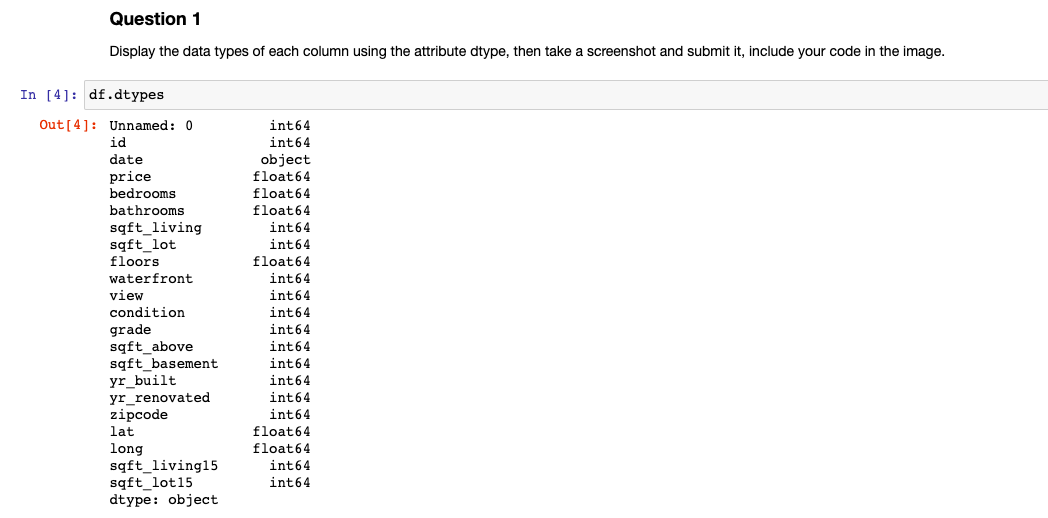 Question 1
Display the data types of each column using the attribute dtype, then take a screenshot and submit it, include your code in the image.
In [4]: df.dtypes
Out[4]: Unnamed: 0 int64
id int64
date object
price float64
bedrooms float64
bathrooms float64
sqft_living int64
sqft_lot int64
floors float64
waterfront int64
view int64
condition int64
grade int64
sqft_above int64
sqft_basement int64
yr_built int64
yr_renovated int64
zipcode int64
lat float64
long float64
sqft_living15 int64
sqft_lot15 int64
dtype: object